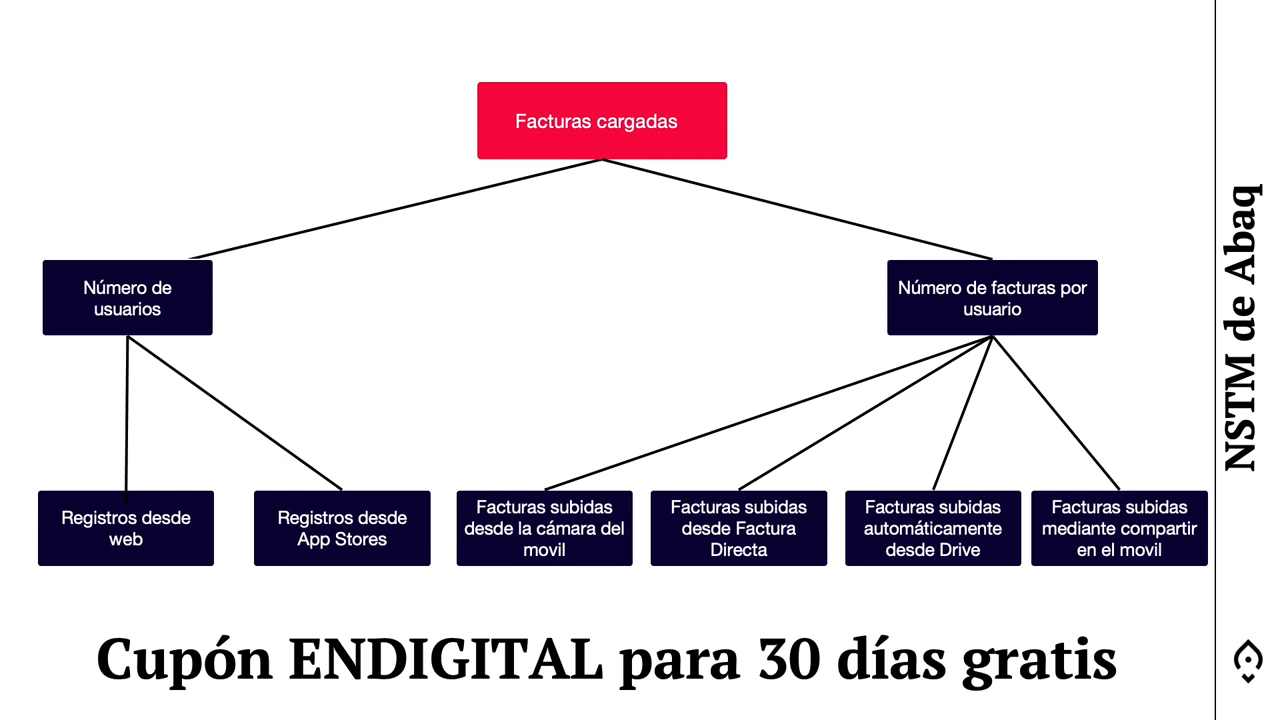 Facturas cargadas
Número de
usuarios
Número de facturas por
usuario
Registros desde
web
Registros desde
App Stores
Facturas subidas
desde la cámara del
movil
Facturas subidas
desde Factura
Directa
Facturas subidas
automáticamente
desde Drive
Facturas subidas
mediante compartir
en el movil
Cupón ENDIGITAL para 30 días gratis
NSTM de Abaq